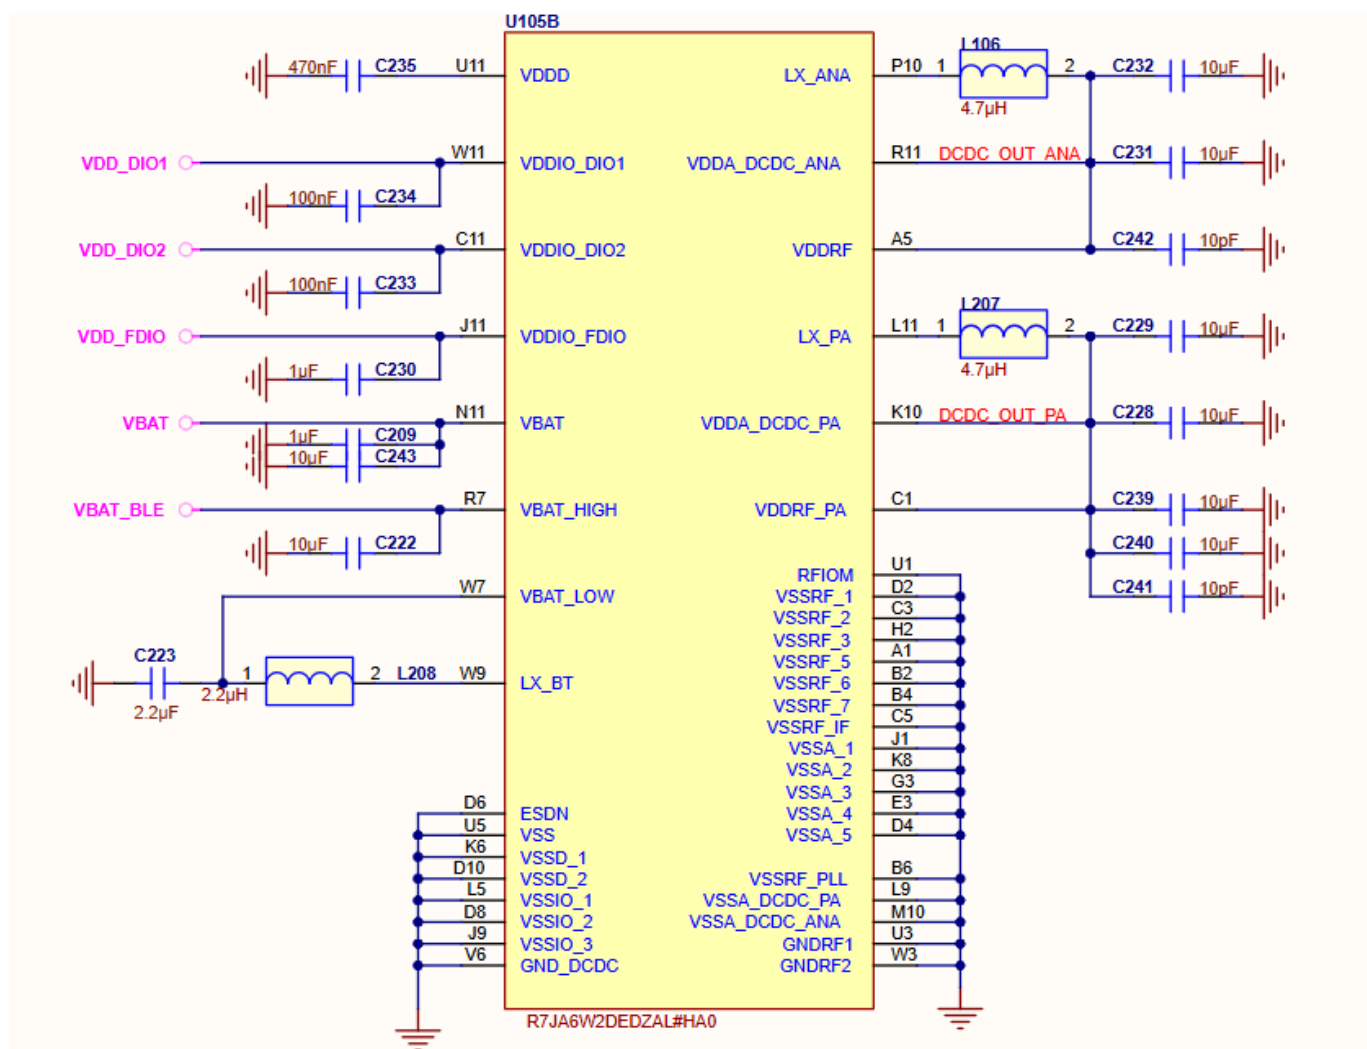 U105B
470nF C235 U11 VDDD
LX_ANA P10 1 L106 2 C232 10µF
4.7µH
VDD_DIO1 W11 VDDIO_DIO1
VDDA_DCDC_ANA R11 DCDC_OUT_ANA C231 10µF
100nF C234
VDD_DIO2 C11 VDDIO_DIO2
VDDRF A5 C242 10pF
100nF C233
VDD_FDIO J11 VDDIO_FDIO
LX_PA L11 1 L207 2 C229 10µF
4.7µH
1µF C230
VBAT N11 VBAT
VDDA_DCDC_PA K10 DCDC_OUT_PA C228 10µF
1µF C209
10µF C243
VBAT_BLE R7 VBAT_HIGH
VDDRF_PA C1 C239 10µF
10µF C222
C240 10µF
W7 VBAT_LOW
C241 10pF
C223 2.2µF
1 2.2µH 2 L208 W9 LX_BT
RFIOM U1
VSSRF_1 D2
VSSRF_2 C3
VSSRF_3 H2
VSSRF_5 A1
VSSRF_6 B2
VSSRF_7 B4
VSSRF_IF C5
VSSA_1 J1
VSSA_2 K8
VSSA_3 G3
VSSA_4 E3
VSSA_5 D4
D6 ESDN
U5 VSS
K6 VSSD_1
D10 VSSD_2
L5 VSSIO_1
D8 VSSIO_2
J9 VSSIO_3
V6 GND_DCDC
VSSRF_PLL B6
VSSA_DCDC_PA L9
VSSA_DCDC_ANA M10
GNDRF1 U3
GNDRF2 W3
R7JA6W2DEDZAL#HA0